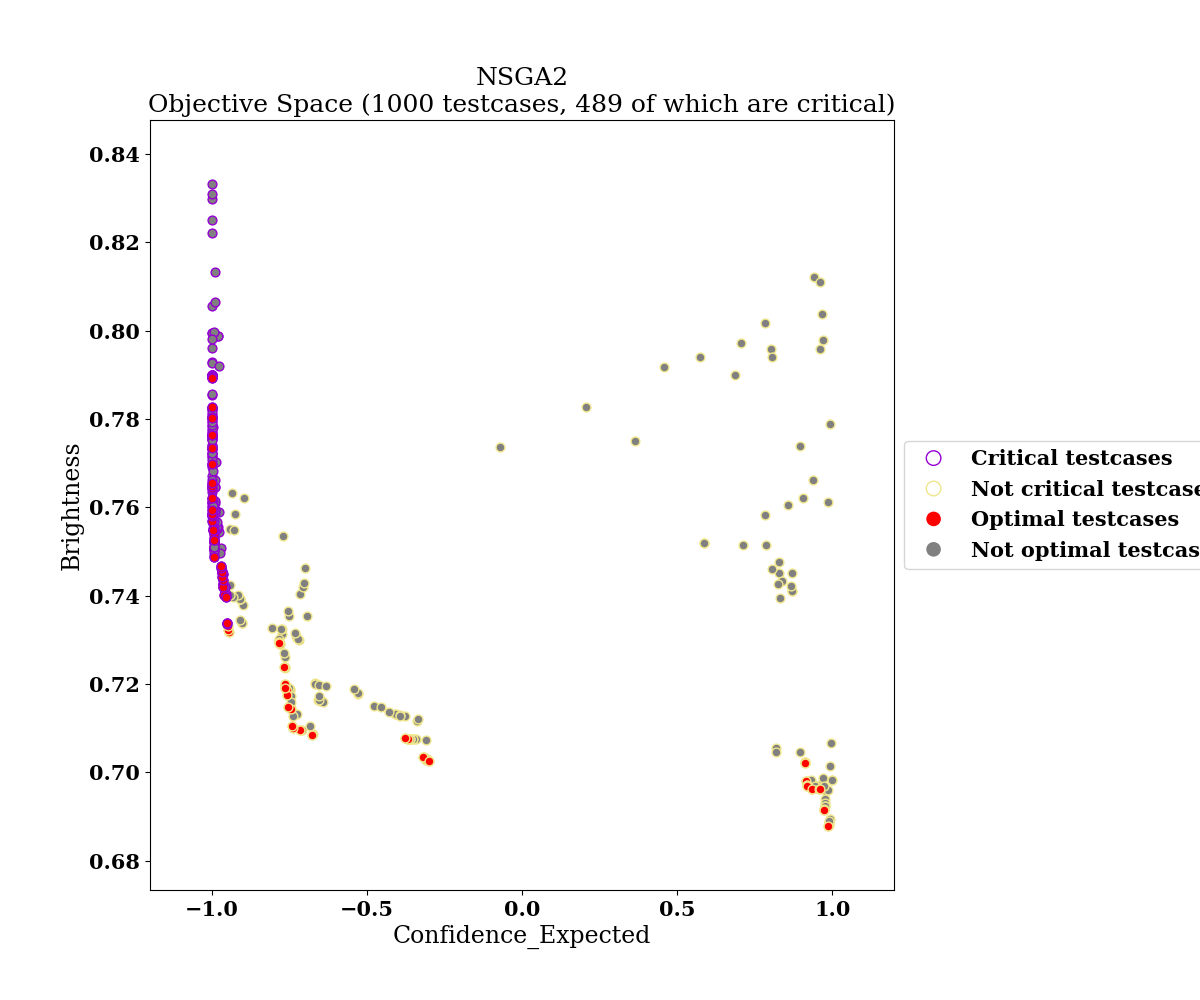 NSGA2
Objective Space (1000 testcases, 489 of which are critical)
0.84
0.82
0.80
0.78
0.76
0.74
0.72
0.70
0.68
Brightness
−1.0
−0.5
0.0
0.5
1.0
Confidence_Expected
Critical testcases
Not critical testcase
Optimal testcases
Not optimal testcas